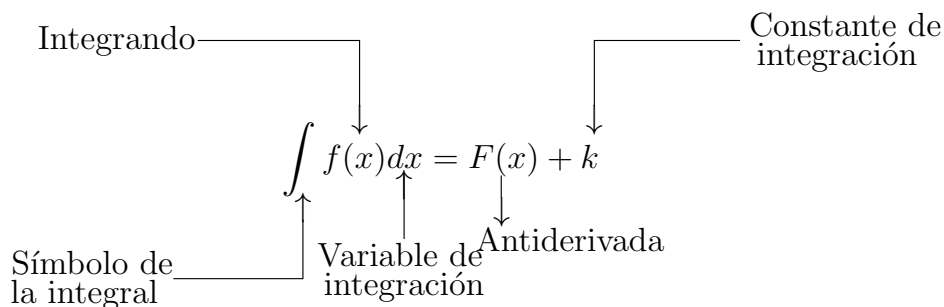 Integrando
Constante de
integración
∫ f(x)dx = F(x) + k
Símbolo de
la integral
Variable de
integración
Antiderivada